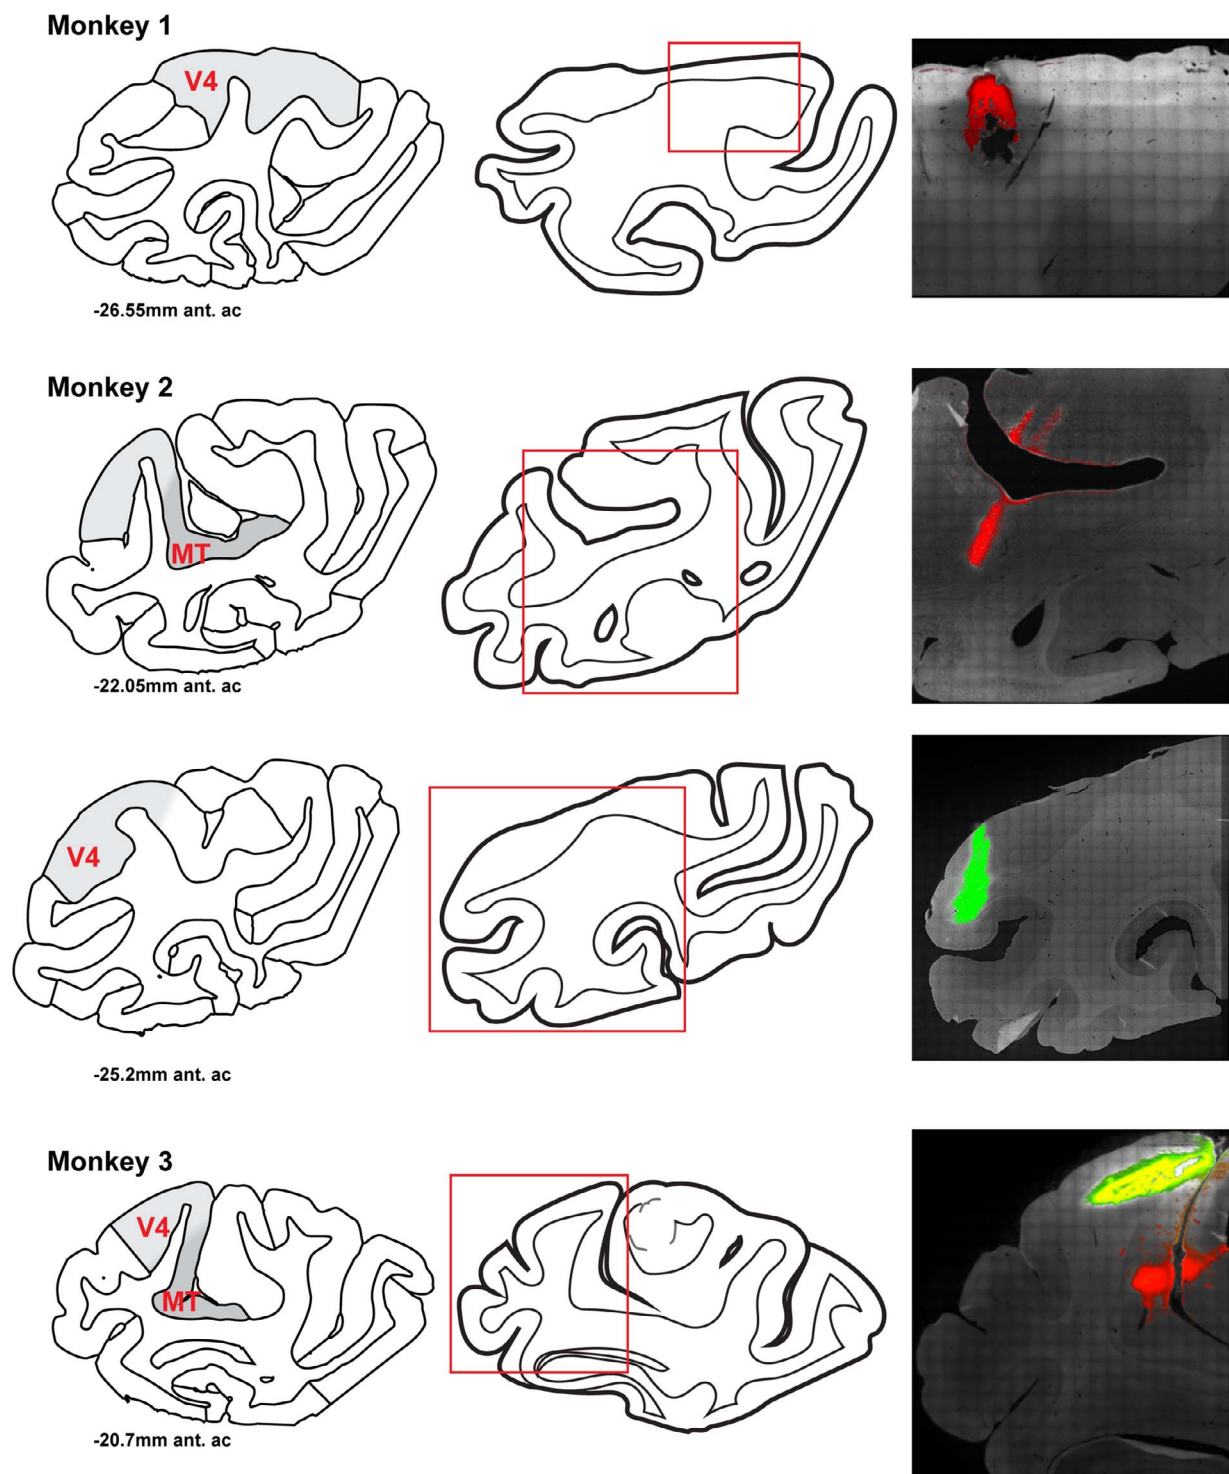 Monkey 1
V4
-26.55mm ant. ac
Monkey 2
MT
-22.05mm ant. ac
V4
-25.2mm ant. ac
Monkey 3
V4
MT
-20.7mm ant. ac